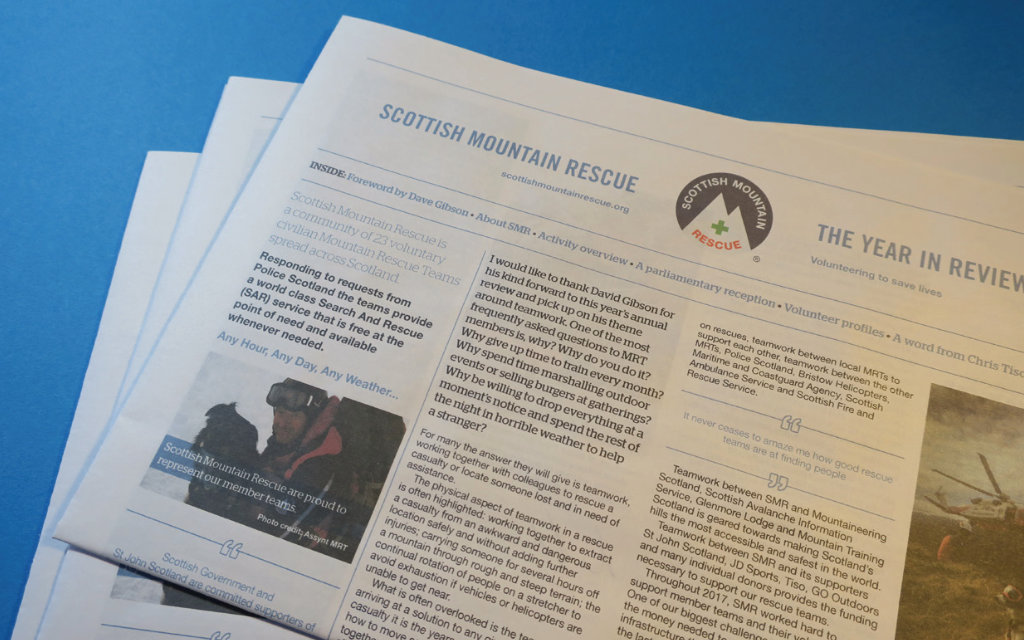 SCOTTISH MOUNTAIN RESCUE
scottishmountainrescue.org
SCOTTISH MOUNTAIN
RESCUE
®
THE YEAR IN REVIEW
Volunteering to save lives
INSIDE: Foreword by Dave Gibson • About SMR • Activity overview • A parliamentary reception • Volunteer profiles • A word from Chris
Scottish Mountain Rescue is
a community of 23 voluntary
civilian Mountain Rescue Teams
spread across Scotland.
Responding to requests from
Police Scotland the teams provide
a world class Search And Rescue
(SAR) service that is free at the
point of need and available
whenever needed.
Any Hour, Any Day, Any Weather...
Scottish Mountain Rescue are proud to
represent our member teams.
Photo credit; Assynt MRT
Scottish Government and
St John Scotland are committed supporters of
I would like to thank David Gibson for
his kind forward to this year's annual
review and pick up on his theme
around teamwork. One of the most
frequently asked questions to MRT
members is, why? Why do you do it?
Why give up time to train every month?
Why spend time marshalling outdoor
events or selling burgers at gatherings?
Why be willing to drop everything at a
moment's notice and spend the rest of
the night in horrible weather to help
a stranger?
For many the answer they will give is teamwork,
working together with colleagues to rescue a
casualty or locate someone lost and in need of
assistance.
The physical aspect of teamwork in a rescue
is often highlighted; working together to extract
a casualty from an awkward and dangerous
location safely and without adding further
injuries; carrying someone for several hours off
a mountain through rough and steep terrain; the
continual rotation of people on a stretcher to
avoid exhaustion if vehicles or helicopters are
unable to get near.
What is often overlooked is the
arriving at a solution to any
casualty it is the years
how to move
together
on rescues, teamwork between local MRTs to
support each other, teamwork between the other
MRTs, Police Scotland, Bristow Helicopters,
Maritime and Coastguard Agency, Scottish
Ambulance Service and Scottish Fire and
Rescue Service.
“
It never ceases to amaze me how good rescue
teams are at finding people
”
Teamwork between SMR and Mountaineering
Scotland, Scottish Avalanche Information
Service, Glenmore Lodge and Mountain Training
Scotland is geared towards making Scotland's
hills the most accessible and safest in the world.
Teamwork between SMR and its supporters
St John Scotland, JD Sports, Tiso, GO Outdoors
and many individual donors provides the funding
necessary to support our rescue teams.
Throughout 2017, SMR worked hard to
support member teams and their
One of our biggest
the money needed to
infrastructure
the last